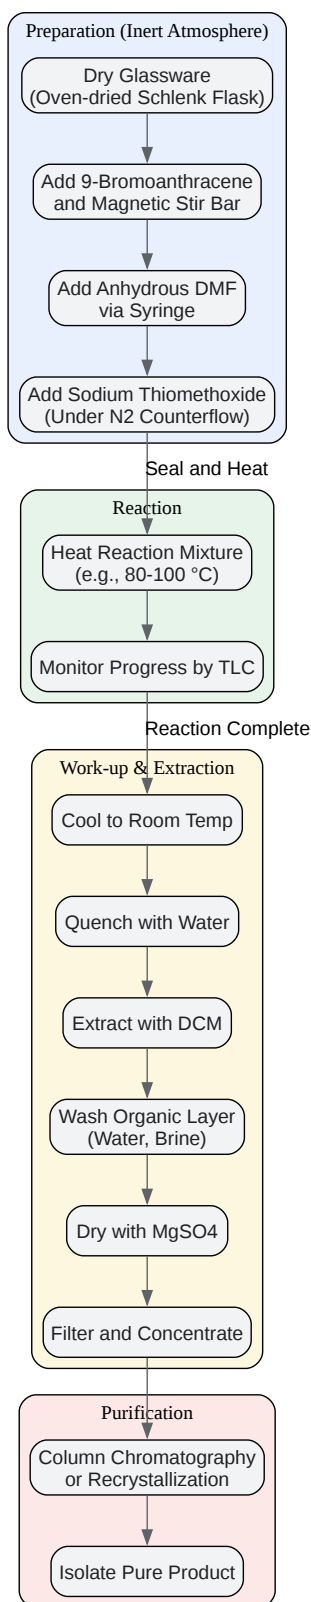 Preparation (Inert Atmosphere)
Dry Glassware
(Oven-dried Schlenk Flask)
Add 9-Bromoanthracene
and Magnetic Stir Bar
Add Anhydrous DMF
via Syringe
Add Sodium Thiomethoxide
(Under N2 Counterflow)
Seal and Heat
Reaction
Heat Reaction Mixture
(e.g., 80-100 °C)
Monitor Progress by TLC
Reaction Complete
Work-up & Extraction
Cool to Room Temp
Quench with Water
Extract with DCM
Wash Organic Layer
(Water, Brine)
Dry with MgSO4
Filter and Concentrate
Purification
Column Chromatography
or Recrystallization
Isolate Pure Product